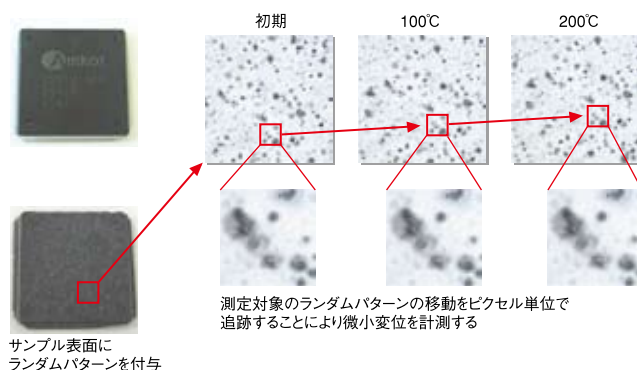 Amkor
初期
100℃
200℃
測定対象のランダムパターンの移動をピクセル単位で
追跡することにより微小変位を計測する
サンプル表面に
ランダムパターンを付与